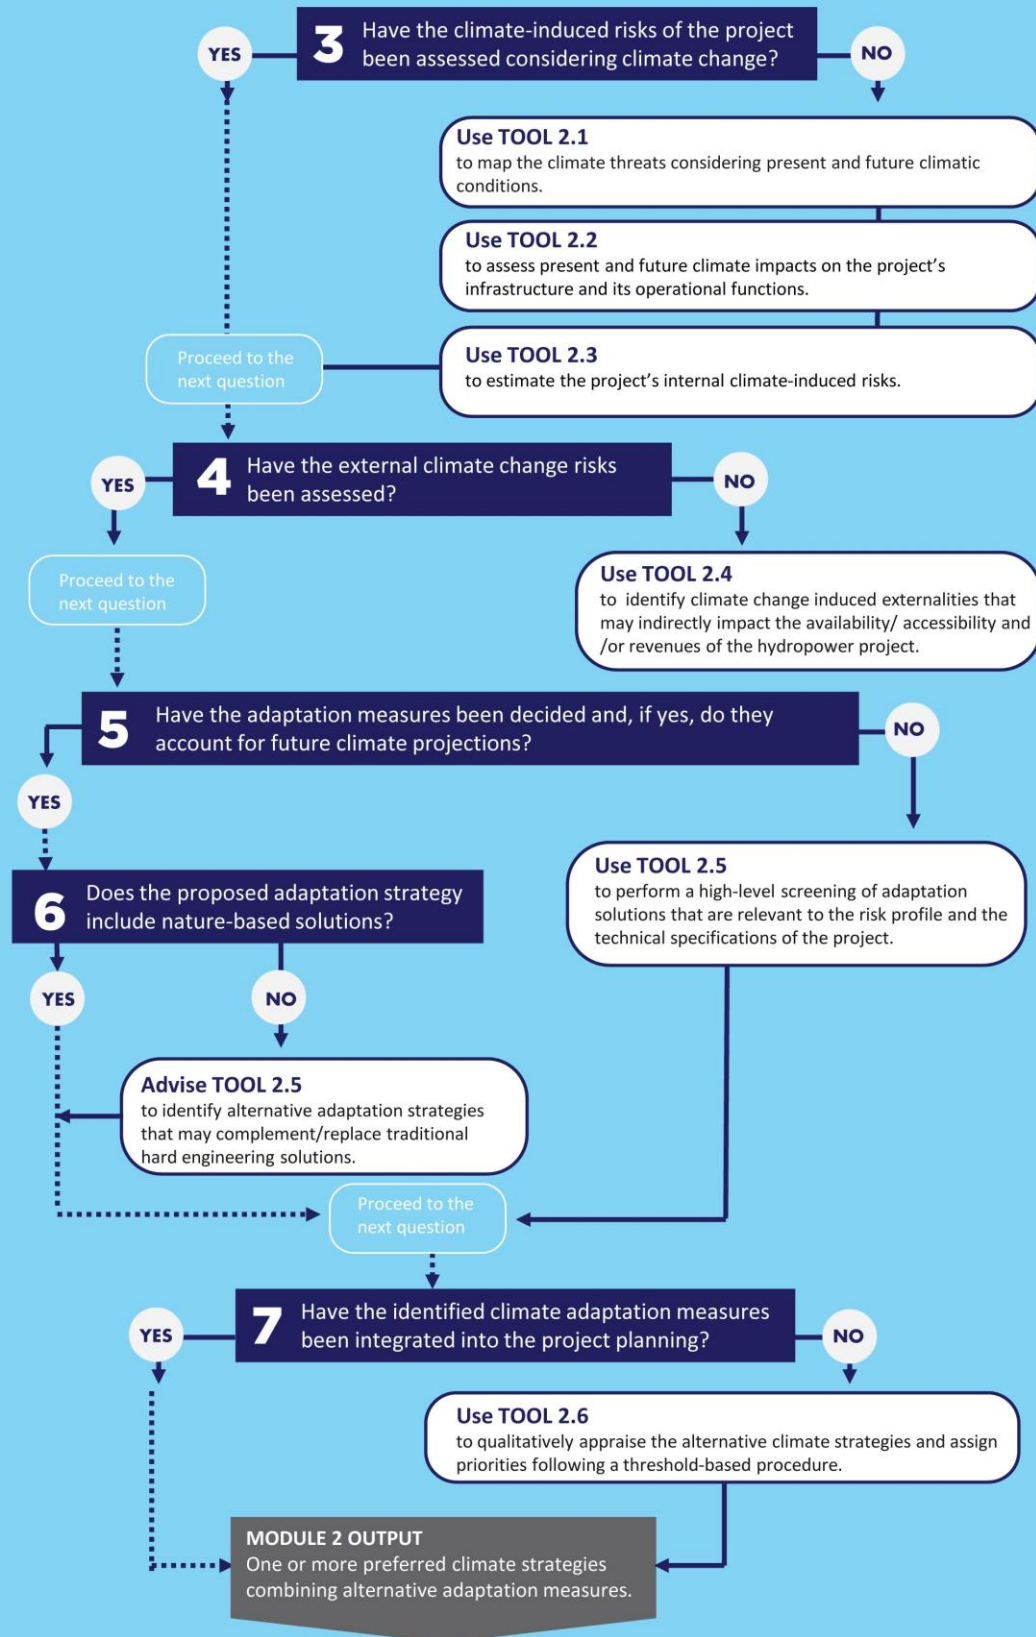 3 Have the climate-induced risks of the project
been assessed considering climate change?
YES
NO
Use TOOL 2.1
to map the climate threats considering present and future climatic
conditions.
Use TOOL 2.2
to assess present and future climate impacts on the project's
infrastructure and its operational functions.
Use TOOL 2.3
to estimate the project's internal climate-induced risks.
Proceed to the
next question
4 Have the external climate change risks
been assessed?
YES
NO
Proceed to the
next question
Use TOOL 2.4
to identify climate change induced externalities that
may indirectly impact the availability/ accessibility and
/or revenues of the hydropower project.
5 Have the adaptation measures been decided and, if yes, do they
account for future climate projections?
YES
NO
Use TOOL 2.5
to perform a high-level screening of adaptation
solutions that are relevant to the risk profile and the
technical specifications of the project.
6 Does the proposed adaptation strategy
include nature-based solutions?
YES
NO
Advise TOOL 2.5
to identify alternative adaptation strategies
that may complement/replace traditional
hard engineering solutions.
Proceed to the
next question
7 Have the identified climate adaptation measures
been integrated into the project planning?
YES
NO
Use TOOL 2.6
to qualitatively appraise the alternative climate strategies and assign
priorities following a threshold-based procedure.
MODULE 2 OUTPUT
One or more preferred climate strategies
combining alternative adaptation measures.